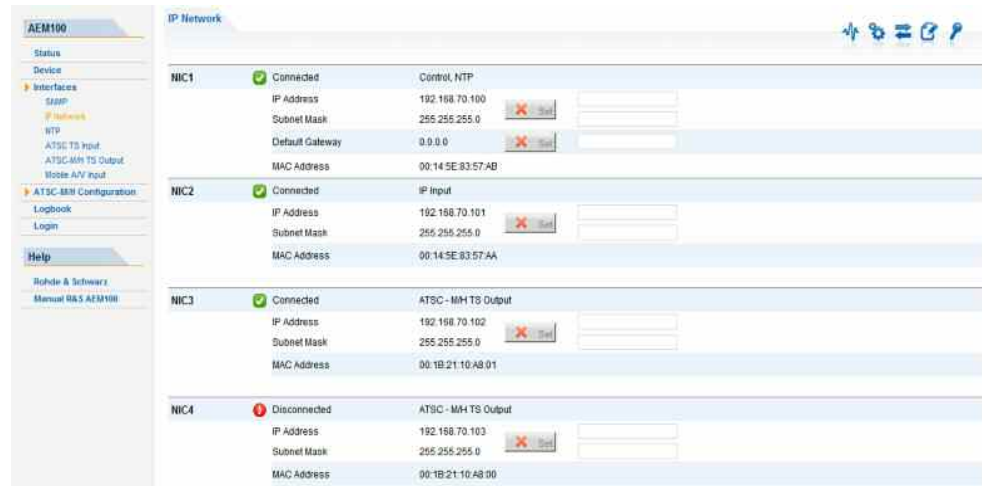 AEM100
Status
Device
Interfaces
SNMP
IP Network
NTP
ATSC TS Input
ATSC-M/H TS Output
Mobile A/V Input
ATSC-M/H Configuration
Logbook
Login
Help
Rohde & Schwarz
Manual R&S AEM100
IP Network
NIC1 Connected Control, NTP
IP Address 192.168.70.100
Set
Subnet Mask 255.255.255.0
Default Gateway 0.0.0.0 Set
MAC Address 00:14:5E:83:57:AB
NIC2 Connected IP Input
IP Address 192.168.70.101
Set
Subnet Mask 255.255.255.0
MAC Address 00:14:5E:83:57:AA
NIC3 Connected ATSC - M/H TS Output
IP Address 192.168.70.102
Set
Subnet Mask 255.255.255.0
MAC Address 00:1B:21:10:A8:01
NIC4 Disconnected ATSC - M/H TS Output
IP Address 192.168.70.103
Set
Subnet Mask 255.255.255.0
MAC Address 00:1B:21:10:A8:00